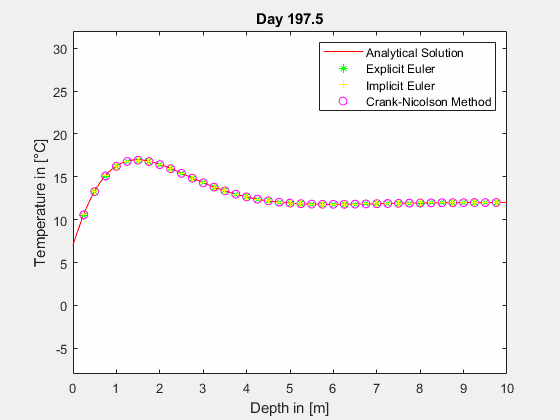 Day 197.5
Analytical Solution
Explicit Euler
Implicit Euler
Crank-Nicolson Method
Temperature in [°C]
30
25
20
15
10
5
0
-5
0 1 2 3 4 5 6 7 8 9 10
Depth in [m]